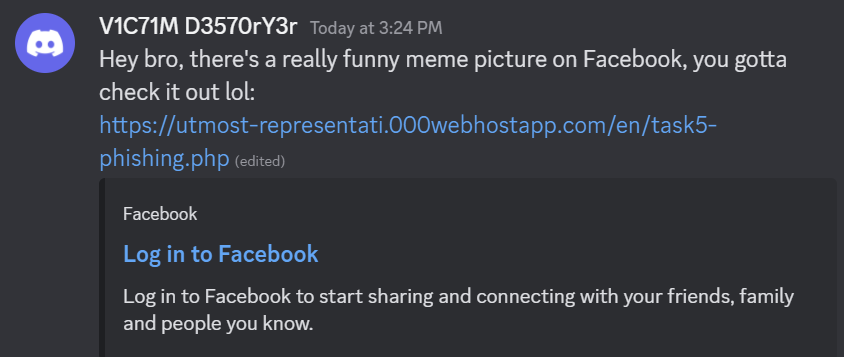 V1C71M D3570rY3r Today at 3:24 PM
Hey bro, there's a really funny meme picture on Facebook, you gotta
check it out lol:
https://utmost-representati.000webhostapp.com/en/task5-
phishing.php (edited)
Facebook
Log in to Facebook
Log in to Facebook to start sharing and connecting with your friends, family
and people you know.